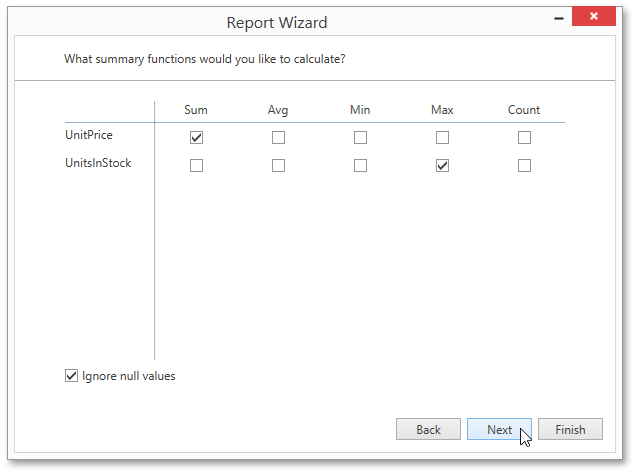 Report Wizard
What summary functions would you like to calculate?
Sum Avg Min Max Count
UnitPrice
UnitsInStock
Ignore null values
Back Next Finish